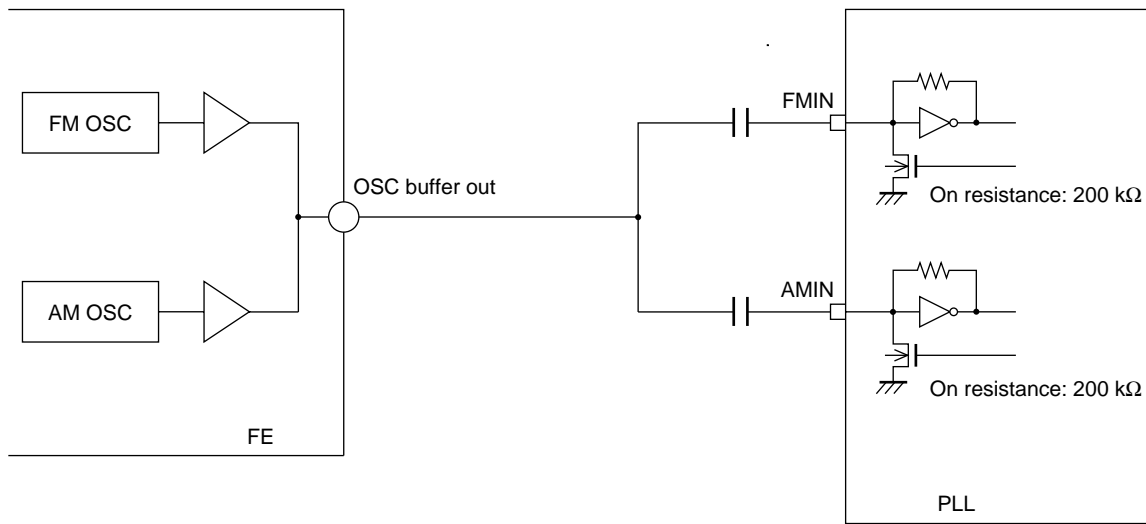 FM OSC
AM OSC
FE
OSC buffer out
FMIN
On resistance: 200 kΩ
AMIN
On resistance: 200 kΩ
PLL